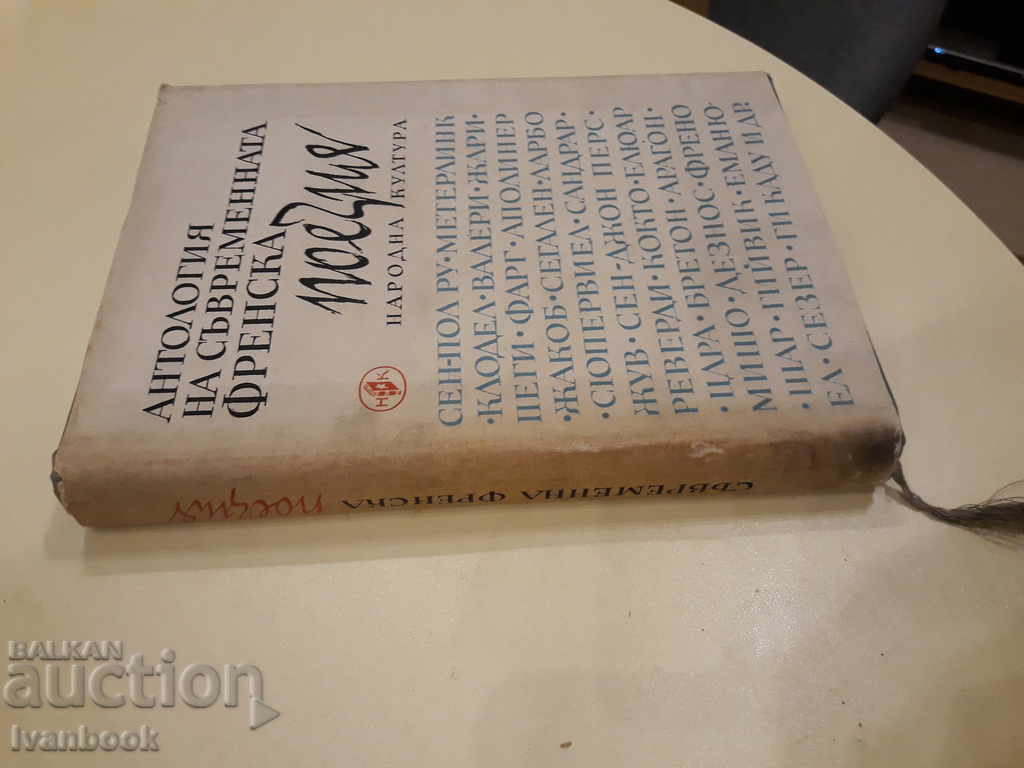 АНТОЛОГИЯ
НА СЪВРЕМЕННАТА
ФРЕНСКА
поезия
НАРОДНА КУЛТУРА
НК
СЕН-ПОЛ РУ · МЕТЕРЛИНК
· КЛОДЕЛ · ВАЛЕРИ · ЖАРИ ·
ПЕГИ · ФАРГ · АПОЛИНЕР
· ЖАКОБ · СЕГАЛЕН · ЛАРБО
· СЮПЕРВИЕЛ · САНДРАР ·
ЖУВ · СЕН-ДЖОН ПЕРС ·
РЕВЕРДИ · КОКТО · ЕЛЮАР
· ЦАРА · БРЕТОН · АРАГОН ·
МИШО · ДЕЗНОС · ФРЕНО
· ШАР · ГИЙВИК · ЕМАНЮ-
ЕЛ · СЕЗЕР · ГИ КАДУ И ДР.
СЪВРЕМЕННА ФРЕНСКА поезия
BALKAN
auction
Ivanbook